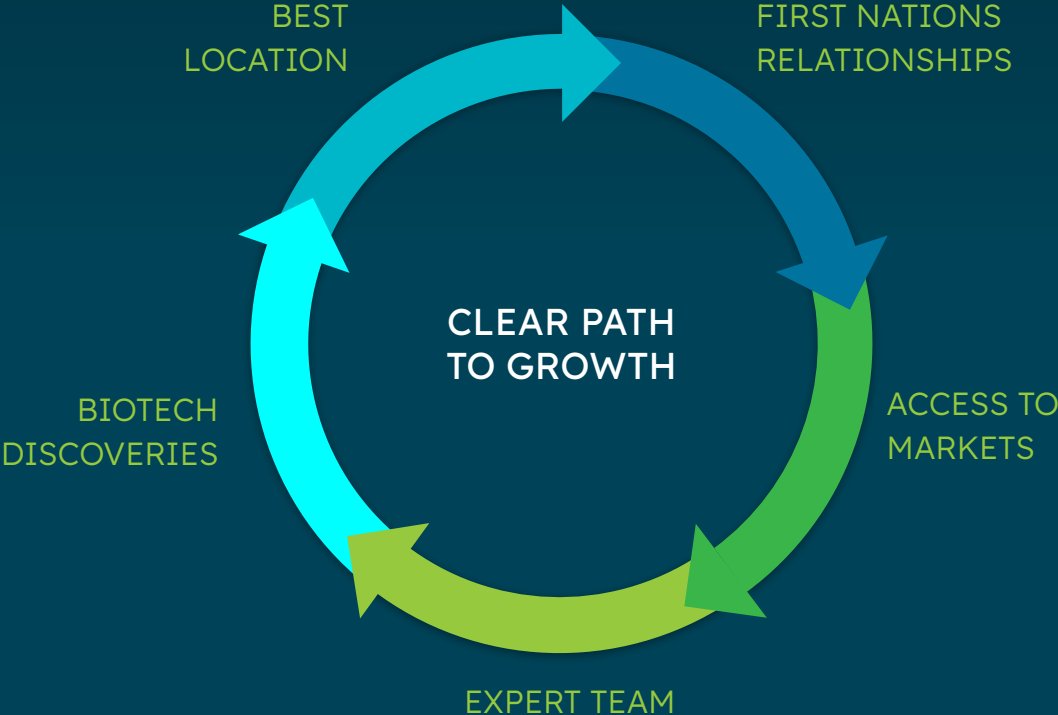 BEST
LOCATION
FIRST NATIONS
RELATIONSHIPS
CLEAR PATH
TO GROWTH
BIOTECH
DISCOVERIES
ACCESS TO
MARKETS
EXPERT TEAM